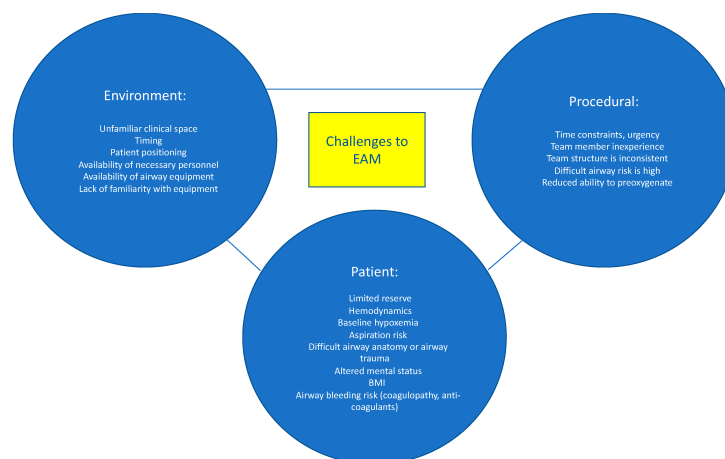 Environment:
Unfamiliar clinical space
Timing
Patient positioning
Availability of necessary personnel
Availability of airway equipment
Lack of familiarity with equipment
Challenges to
EAM
Procedural:
Time constraints, urgency
Team member inexperience
Team structure is inconsistent
Difficult airway risk is high
Reduced ability to preoxygenate
Patient:
Limited reserve
Hemodynamics
Baseline hypoxemia
Aspiration risk
Difficult airway anatomy or airway
trauma
Altered mental status
BMI
Airway bleeding risk (coagulopathy, anti-
coagulants)